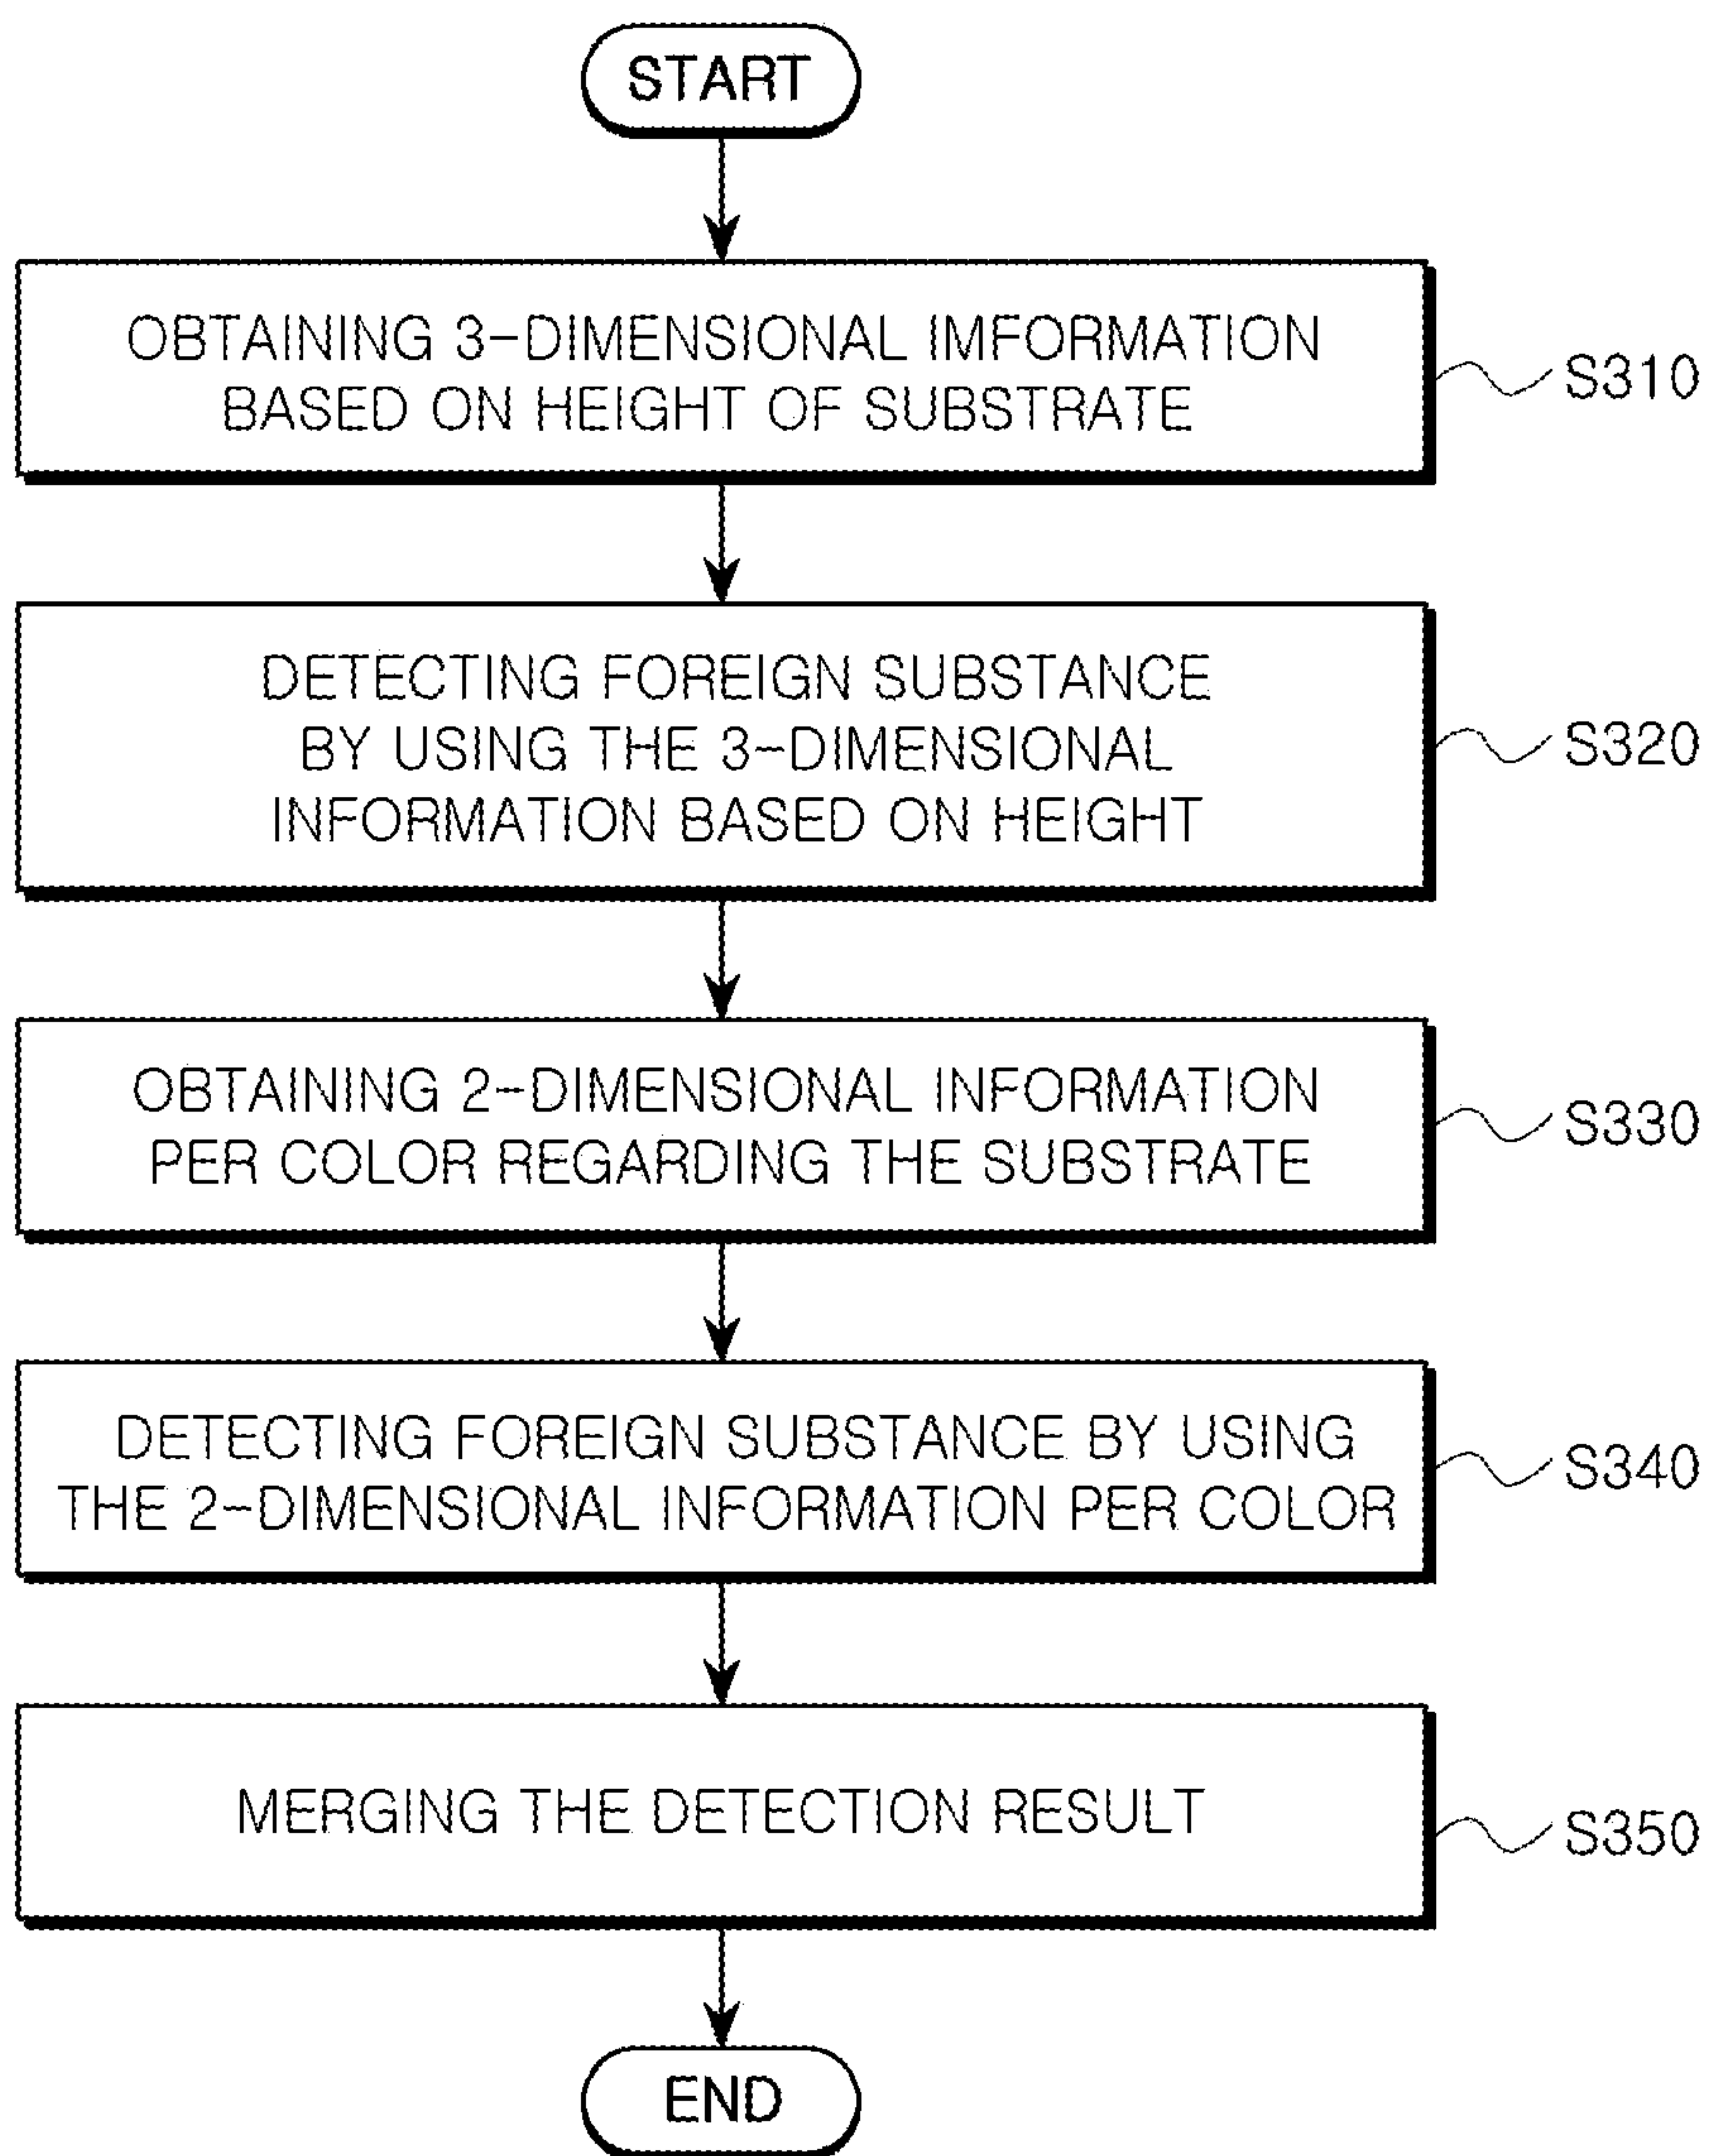 START
OBTAINING 3-DIMENSIONAL IMFORMATION
BASED ON HEIGHT OF SUBSTRATE
S310
DETECTING FOREIGN SUBSTANCE
BY USING THE 3-DIMENSIONAL
INFORMATION BASED ON HEIGHT
S320
OBTAINING 2-DIMENSIONAL INFORMATION
PER COLOR REGARDING THE SUBSTRATE
S330
DETECTING FOREIGN SUBSTANCE BY USING
THE 2-DIMENSIONAL INFORMATION PER COLOR
S340
MERGING THE DETECTION RESULT
S350
END